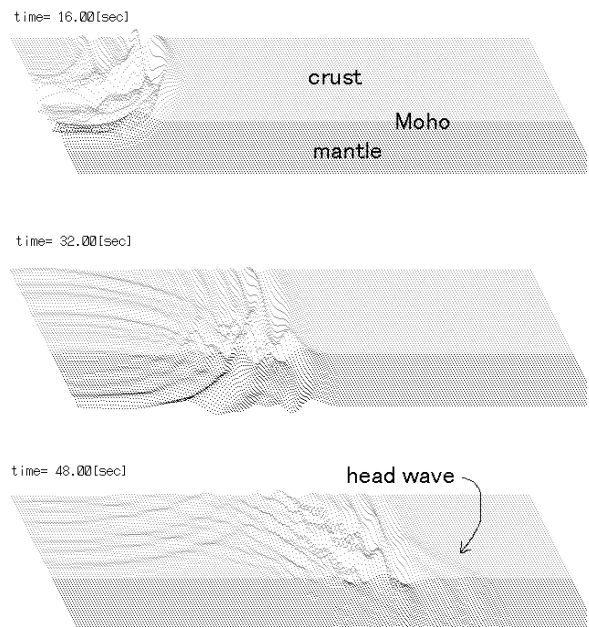 time= 16.00[sec]
crust
Moho
mantle
time= 32.00[sec]
time= 48.00[sec]
head wave